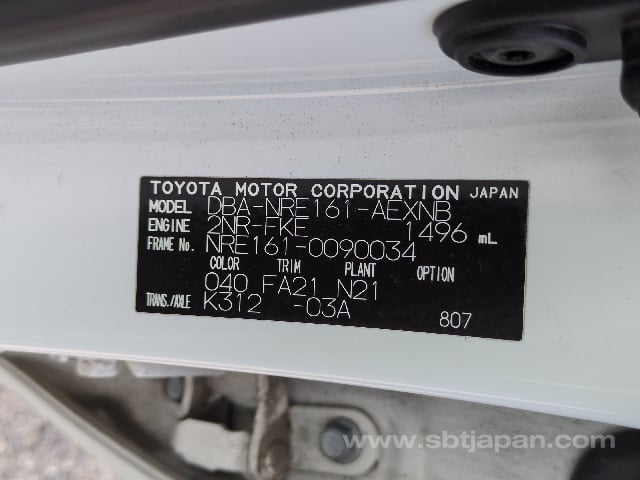 TOYOTA MOTOR CORPORATION JAPAN
MODEL DBA-NRE161-AEXNB
ENGINE 2NR-FKE 1496 mL
FRAME No. NRE161-0090034
COLOR TRIM PLANT OPTION
040 FA21 N21
TRANS./AXLE K312 -03A
807
www.sbtjapan.com